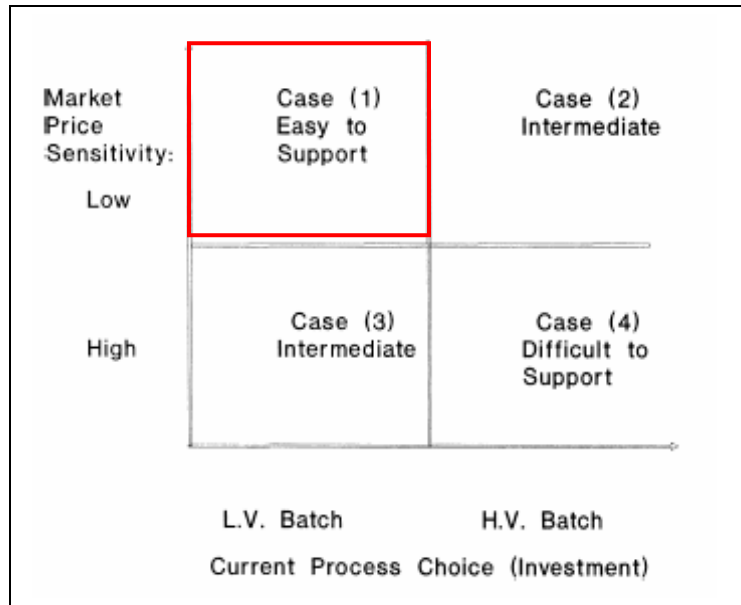 Market
Price
Sensitivity:
Low
Case (1)
Easy to
Support
Case (2)
Intermediate
High
Case (3)
Intermediate
Case (4)
Difficult to
Support
L.V. Batch
H.V. Batch
Current Process Choice (Investment)